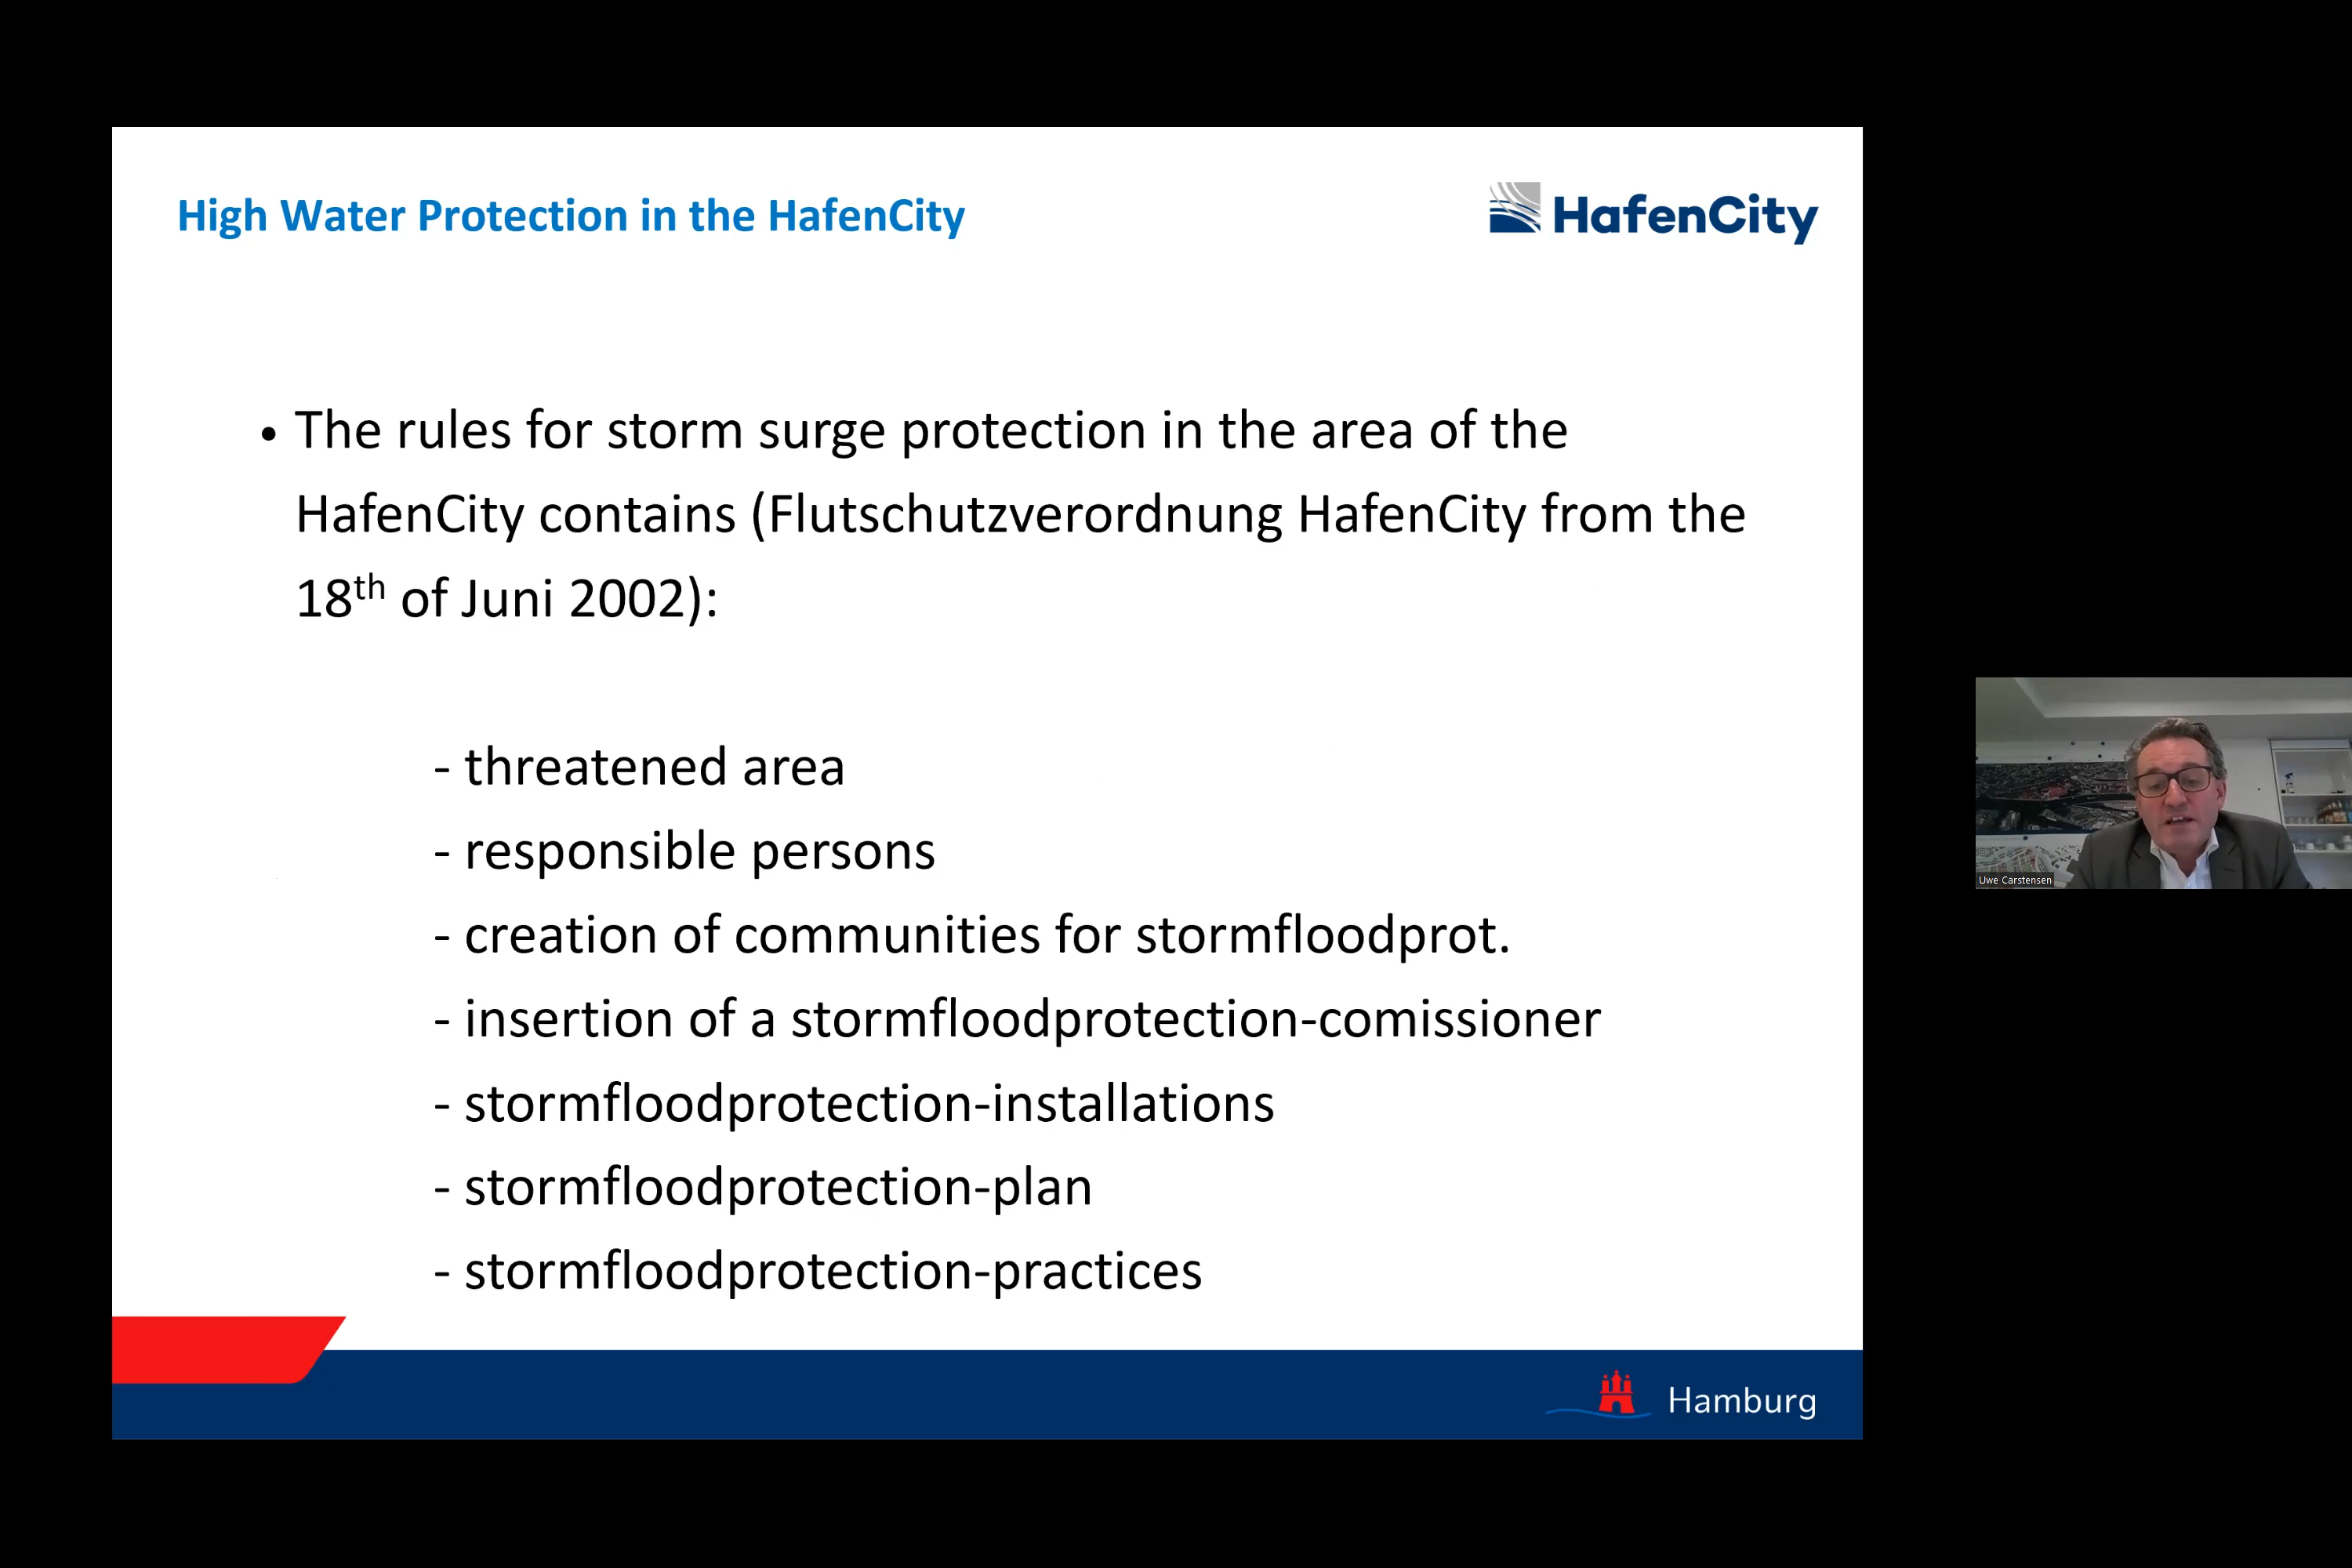 High Water Protection in the HafenCity
HafenCity
• The rules for storm surge protection in the area of the
HafenCity contains (Flutschutzverordnung HafenCity from the
18th of Juni 2002):
- threatened area
- responsible persons
- creation of communities for stormfloodprot.
- insertion of a stormfloodprotection-comissioner
- stormfloodprotection-installations
- stormfloodprotection-plan
- stormfloodprotection-practices
Uwe Carstensen
Hamburg